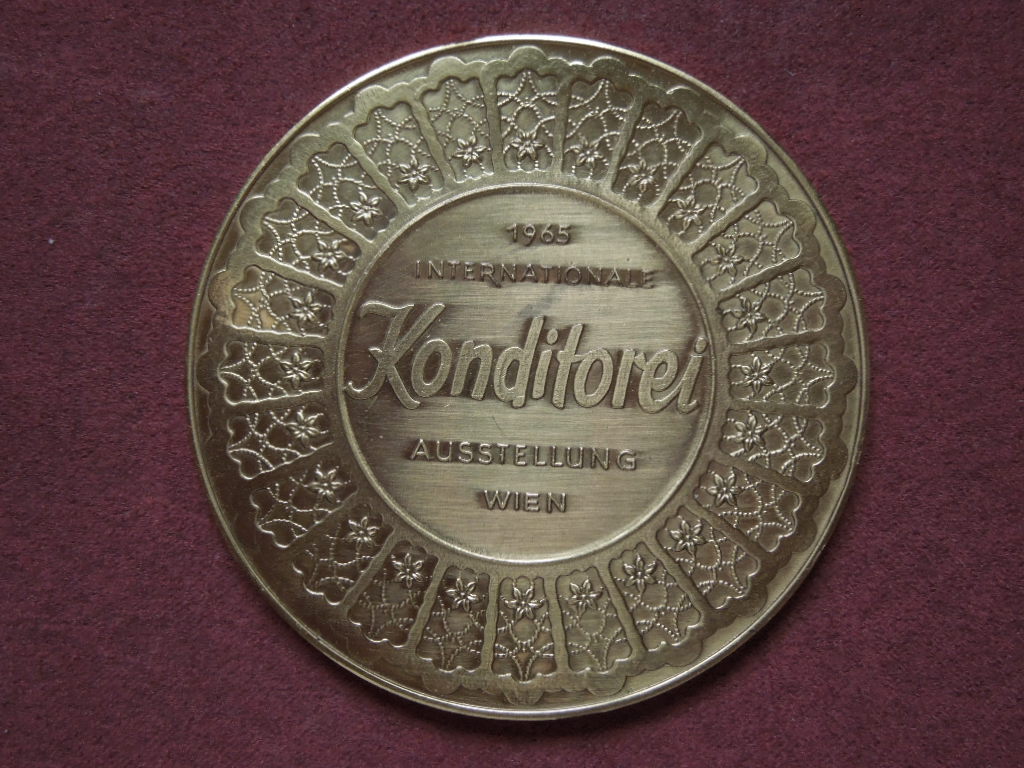 1965
INTERNATIONALE
Konditorei
AUSSTELLUNG
WIEN